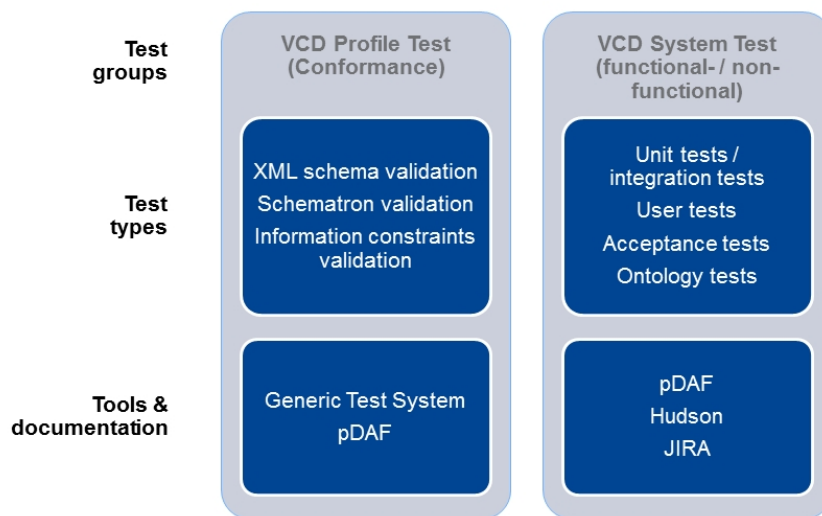 Test
groups
VCD Profile Test
(Conformance)
VCD System Test
(functional- / non-
functional)
Test
types
XML schema validation
Schematron validation
Information constraints
validation
Unit tests /
integration tests
User tests
Acceptance tests
Ontology tests
Tools &
documentation
Generic Test System
pDAF
pDAF
Hudson
JIRA